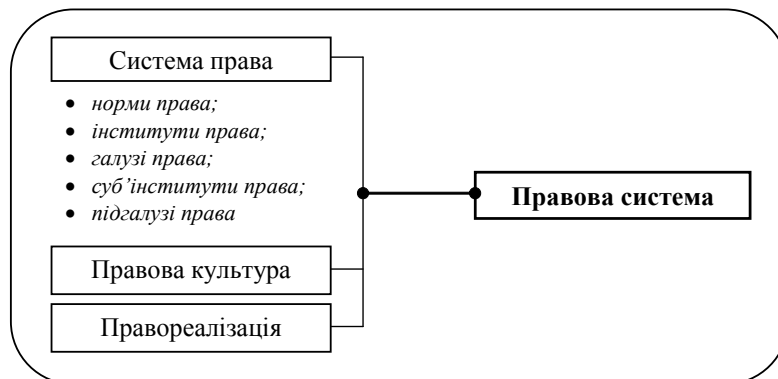 Система права
• норми права;
• інститути права;
• галузі права;
• суб’інститути права;
• підгалузі права
Правова система
Правова культура
Правореалізація